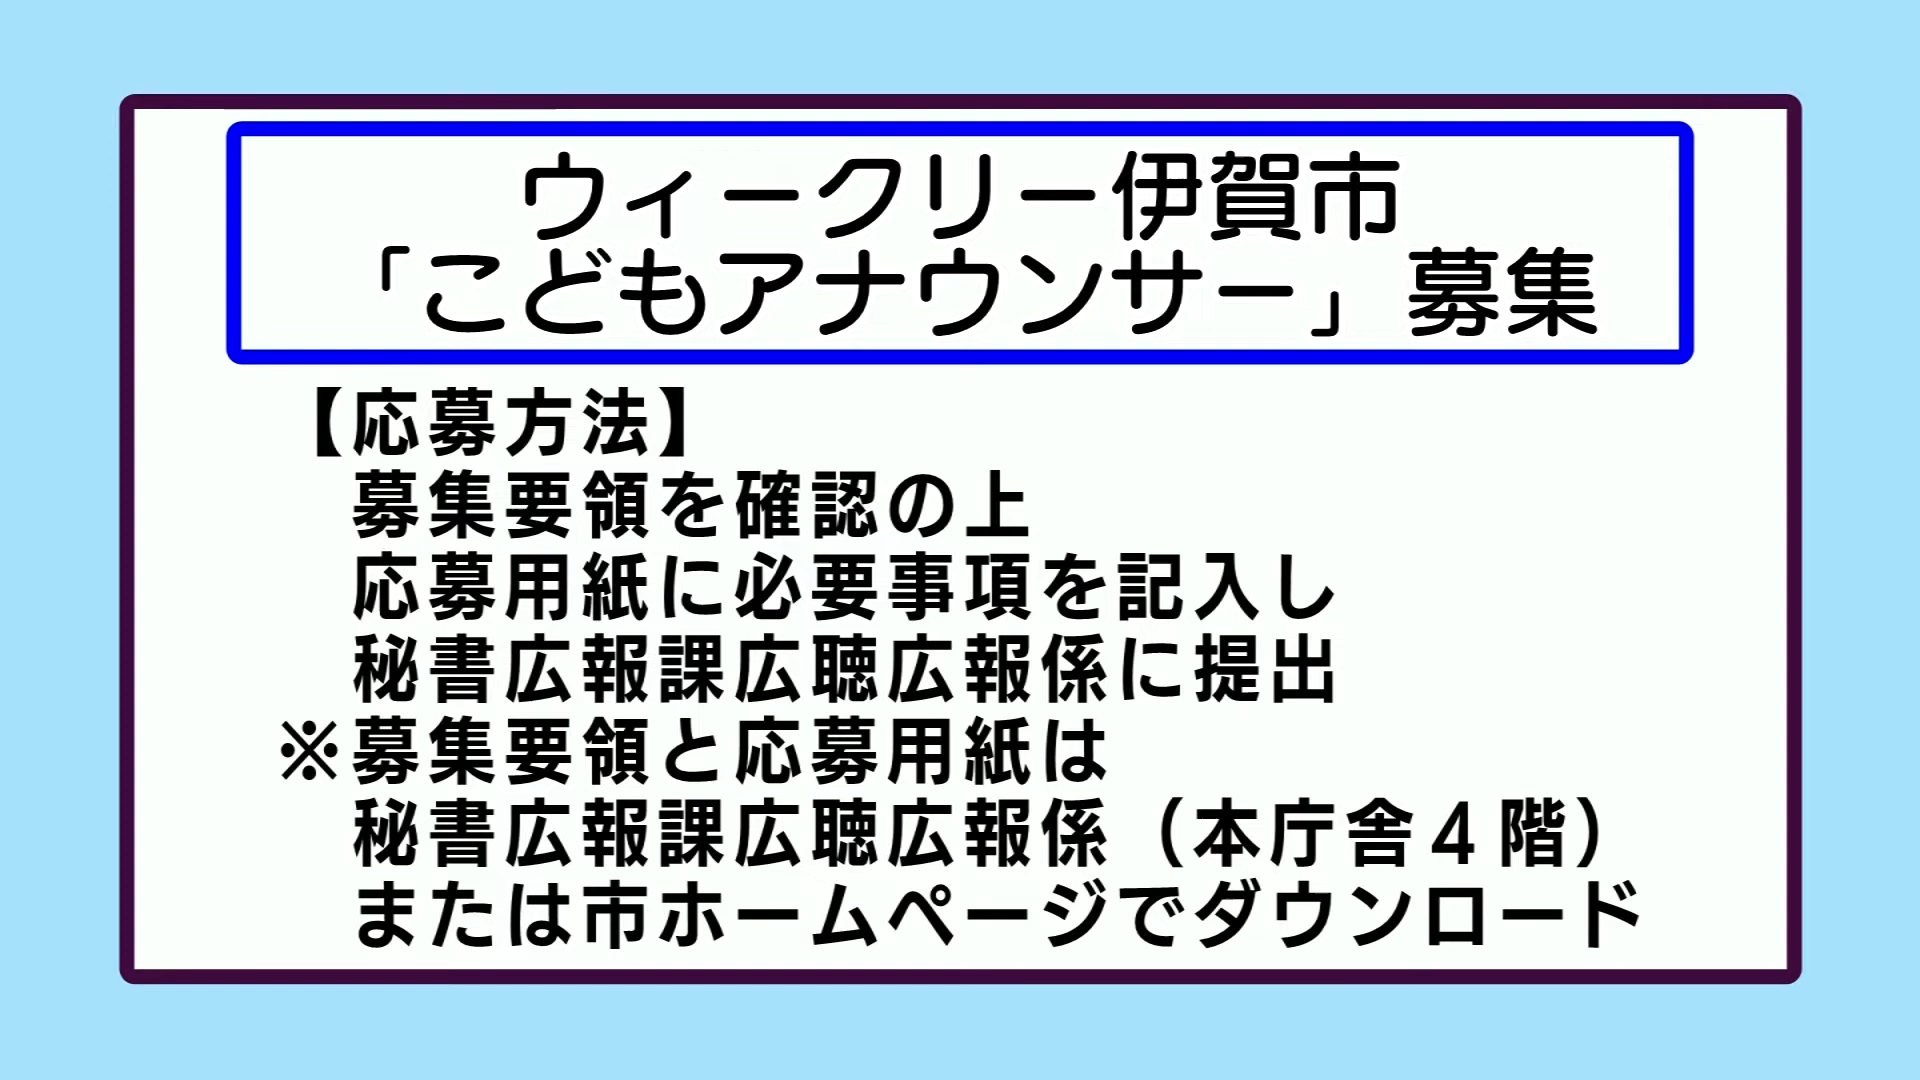 ウィークリー伊賀市
「こどもアナウンサー」募集
【応募方法】
募集要領を確認の上
応募用紙に必要事項を記入し
秘書広報課広聴広報係に提出
※募集要領と応募用紙は
秘書広報課広聴広報係（本庁舎４階）
または市ホームページでダウンロード